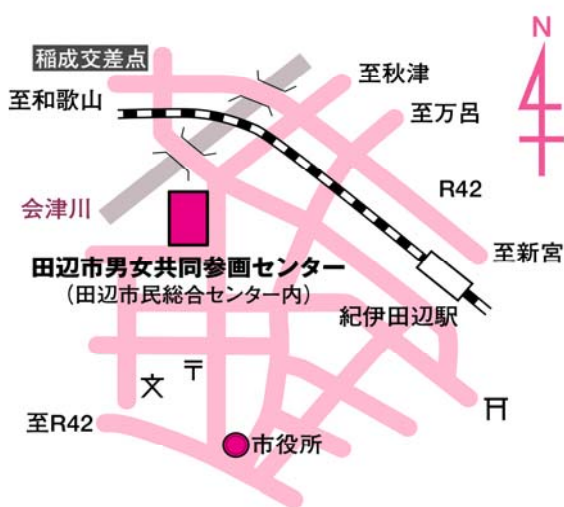 N
稲成交差点
至秋津
至和歌山
至万呂
R42
会津川
至新宮
田辺市男女共同参画センター
(田辺市民総合センター内)
紀伊田辺駅
〒
文
至R42
市役所